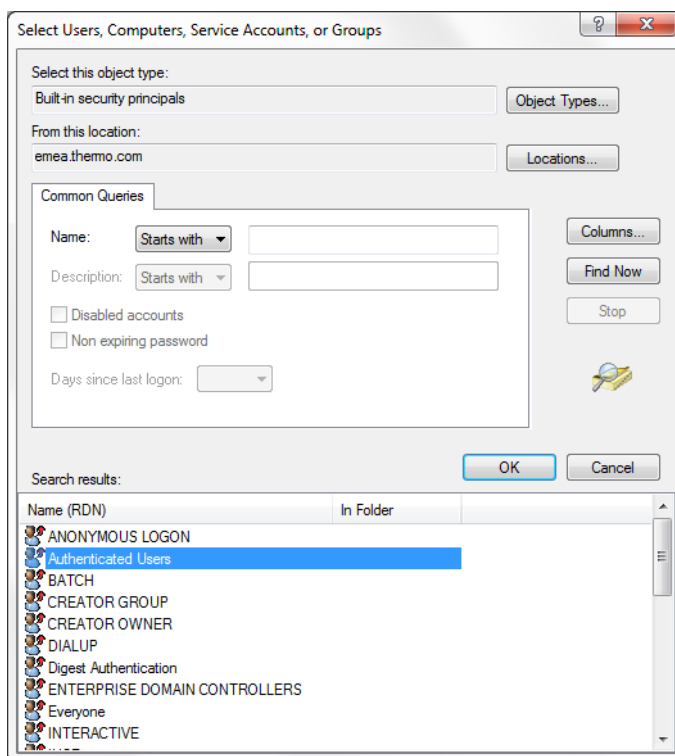 Select Users, Computers, Service Accounts, or Groups
Select this object type:
Built-in security principals
Object Types...
From this location:
emea.thermo.com
Locations...
Common Queries
Name:
Starts with
Columns...
Description:
Starts with
Find Now
Disabled accounts
Stop
Non expiring password
Days since last logon:
OK
Cancel
Search results:
Name (RDN)
In Folder
ANONYMOUS LOGON
Authenticated Users
BATCH
CREATOR GROUP
CREATOR OWNER
DIALUP
Digest Authentication
ENTERPRISE DOMAIN CONTROLLERS
Everyone
INTERACTIVE